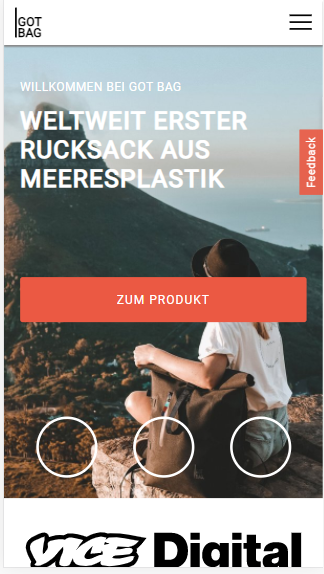 GOT
BAG
WILLKOMMEN BEI GOT BAG
WELTWEIT ERSTER
RUCKSACK AUS
MEERESPLASTIK
Feedback
ZUM PRODUKT
VICE Digital